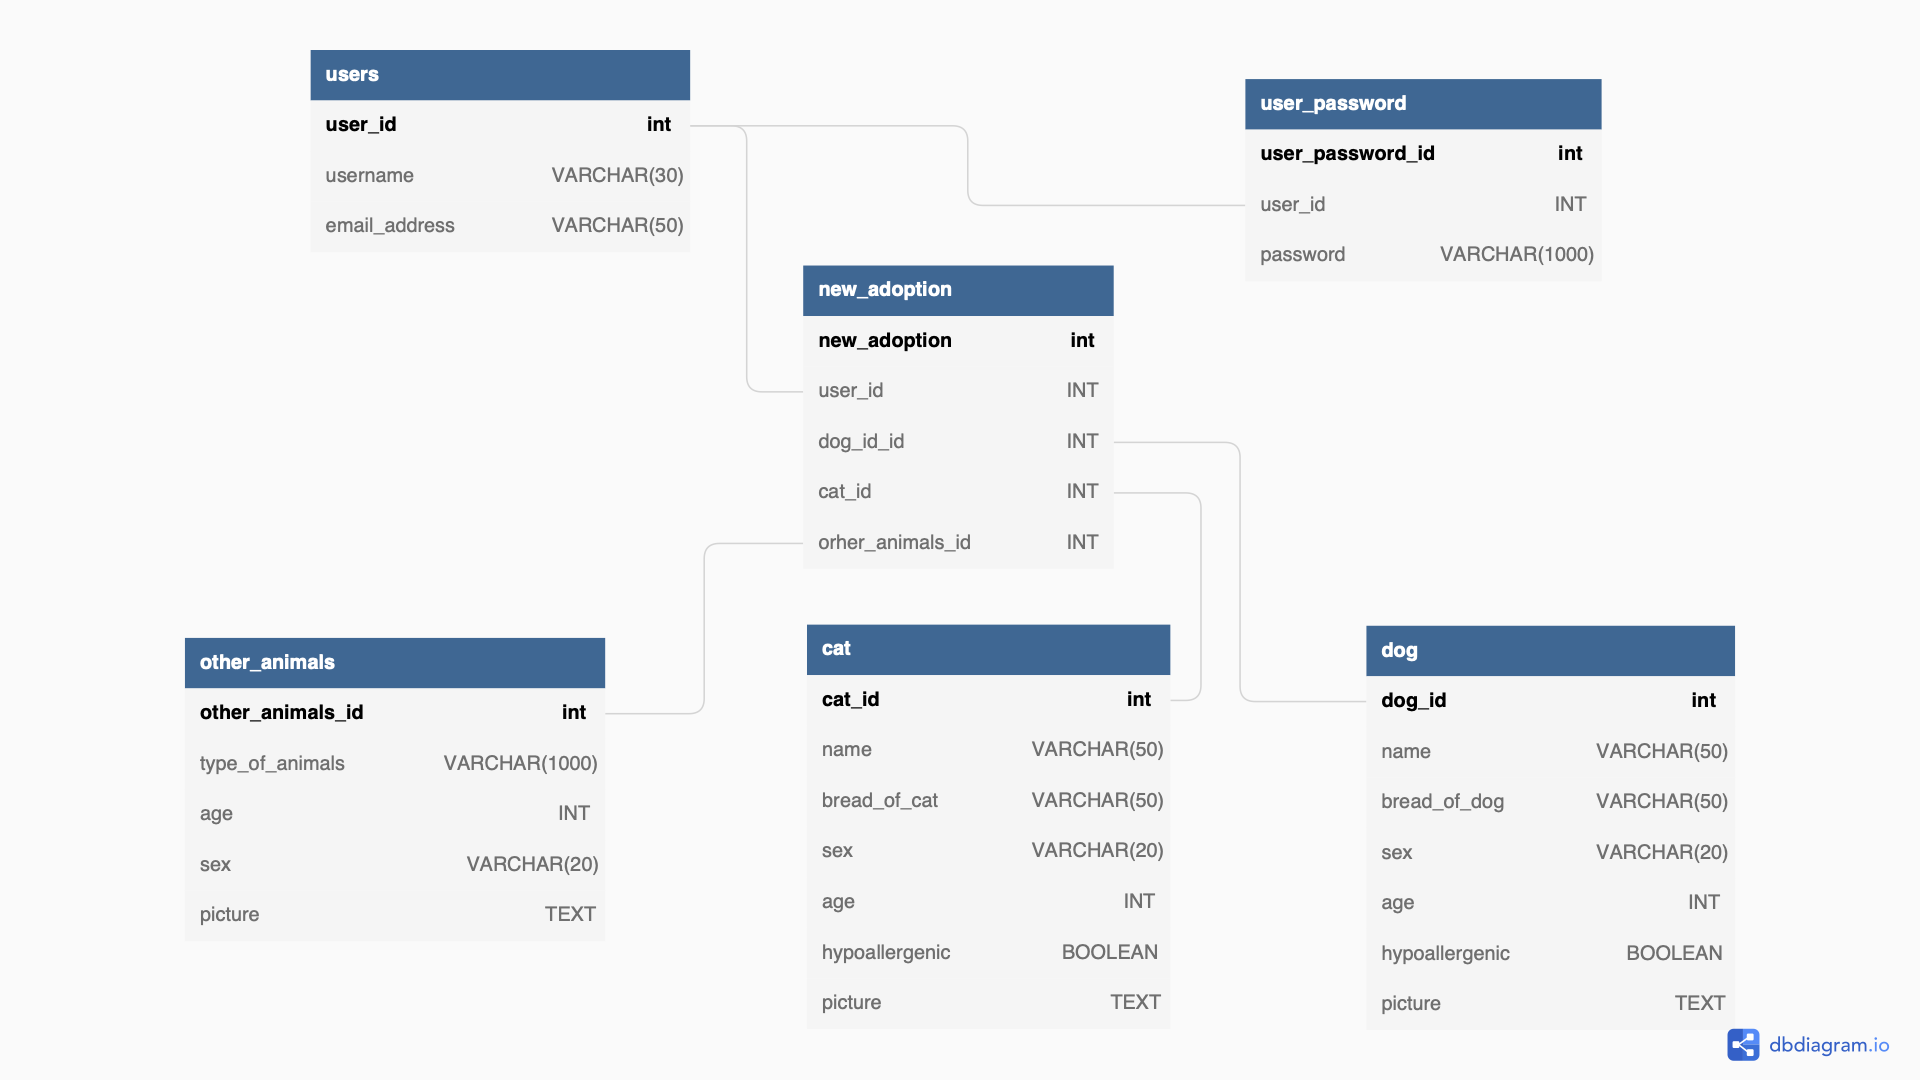 users
user_id int
username VARCHAR(30)
email_address VARCHAR(50)
user_password
user_password_id int
user_id INT
password VARCHAR(1000)
new_adoption
new_adoption int
user_id INT
dog_id_id INT
cat_id INT
orher_animals_id INT
other_animals
other_animals_id int
type_of_animals VARCHAR(1000)
age INT
sex VARCHAR(20)
picture TEXT
cat
cat_id int
name VARCHAR(50)
bread_of_cat VARCHAR(50)
sex VARCHAR(20)
age INT
hypoallergenic BOOLEAN
picture TEXT
dog
dog_id int
name VARCHAR(50)
bread_of_dog VARCHAR(50)
sex VARCHAR(20)
age INT
hypoallergenic BOOLEAN
picture TEXT
dbdiagram.io